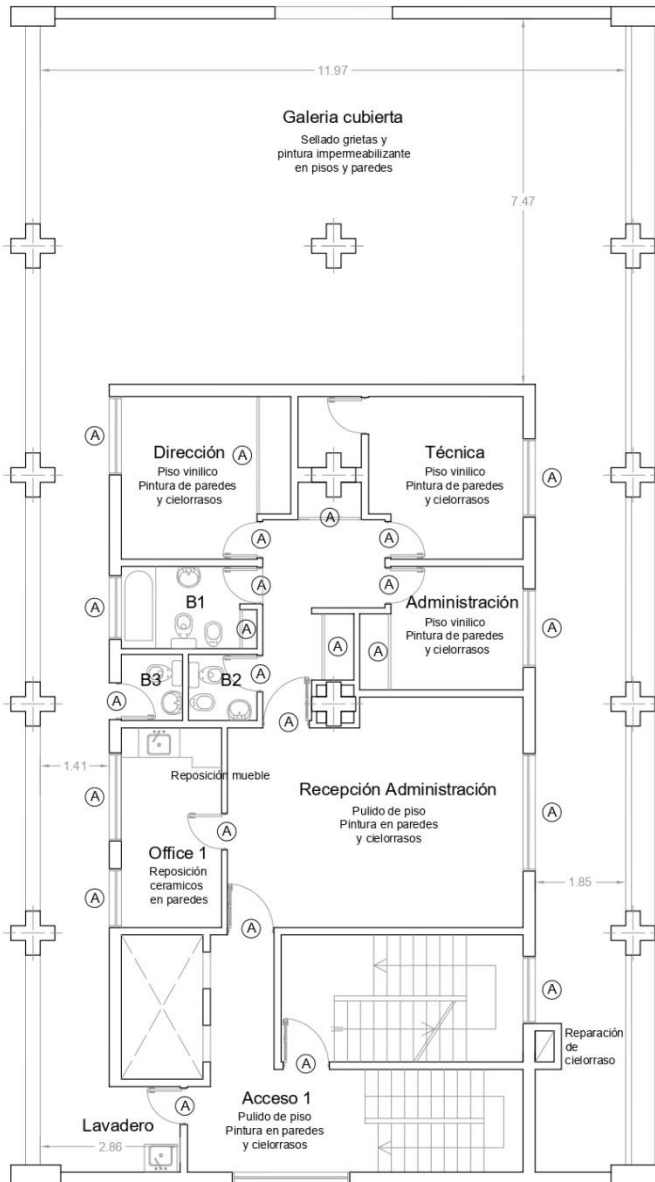 11.97
Galeria cubierta
Sellado grietas y
pintura impermeabilizante
en pisos y paredes
7.47
A
Dirección
A
Piso vinilico
Pintura de paredes
y cielorrasos
Técnica
Piso vinilico
Pintura de paredes
y cielorrasos
A
A
A
A
A
B1
A
A
A
Administración
Piso vinilico
Pintura de paredes
y cielorrasos
A
A
A
A
B3
B2
A
A
A
1.41
Reposición mueble
Recepción Administración
Pulido de piso
Pintura en paredes
y cielorrasos
A
A
A
Office 1
Reposición
ceramicos
en paredes
1.85
A
A
A
Reparación
de
cielorraso
A
Acceso 1
Pulido de piso
Pintura en paredes
y cielorrasos
A
Lavadero
2.86